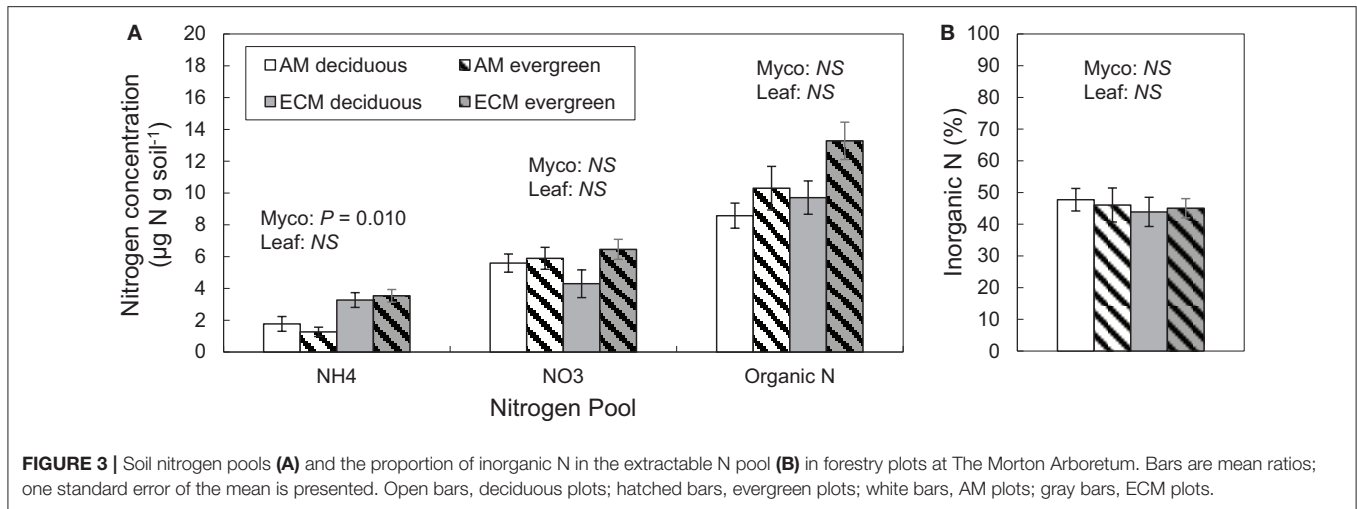 A
20
18
16
14
12
10
8
6
4
2
0
Nitrogen concentration
(µg N g soil-1)
AM deciduous AM evergreen
ECM deciduous ECM evergreen
Myco: P = 0.010
Leaf: NS
Myco: NS
Leaf: NS
Myco: NS
Leaf: NS
NH4 NO3 Organic N
Nitrogen Pool
B
100
90
80
70
60
50
40
30
20
10
0
Inorganic N (%)
Myco: NS
Leaf: NS
FIGURE 3 | Soil nitrogen pools (A) and the proportion of inorganic N in the extractable N pool (B) in forestry plots at The Morton Arboretum. Bars are mean ratios;
one standard error of the mean is presented. Open bars, deciduous plots; hatched bars, evergreen plots; white bars, AM plots; gray bars, ECM plots.